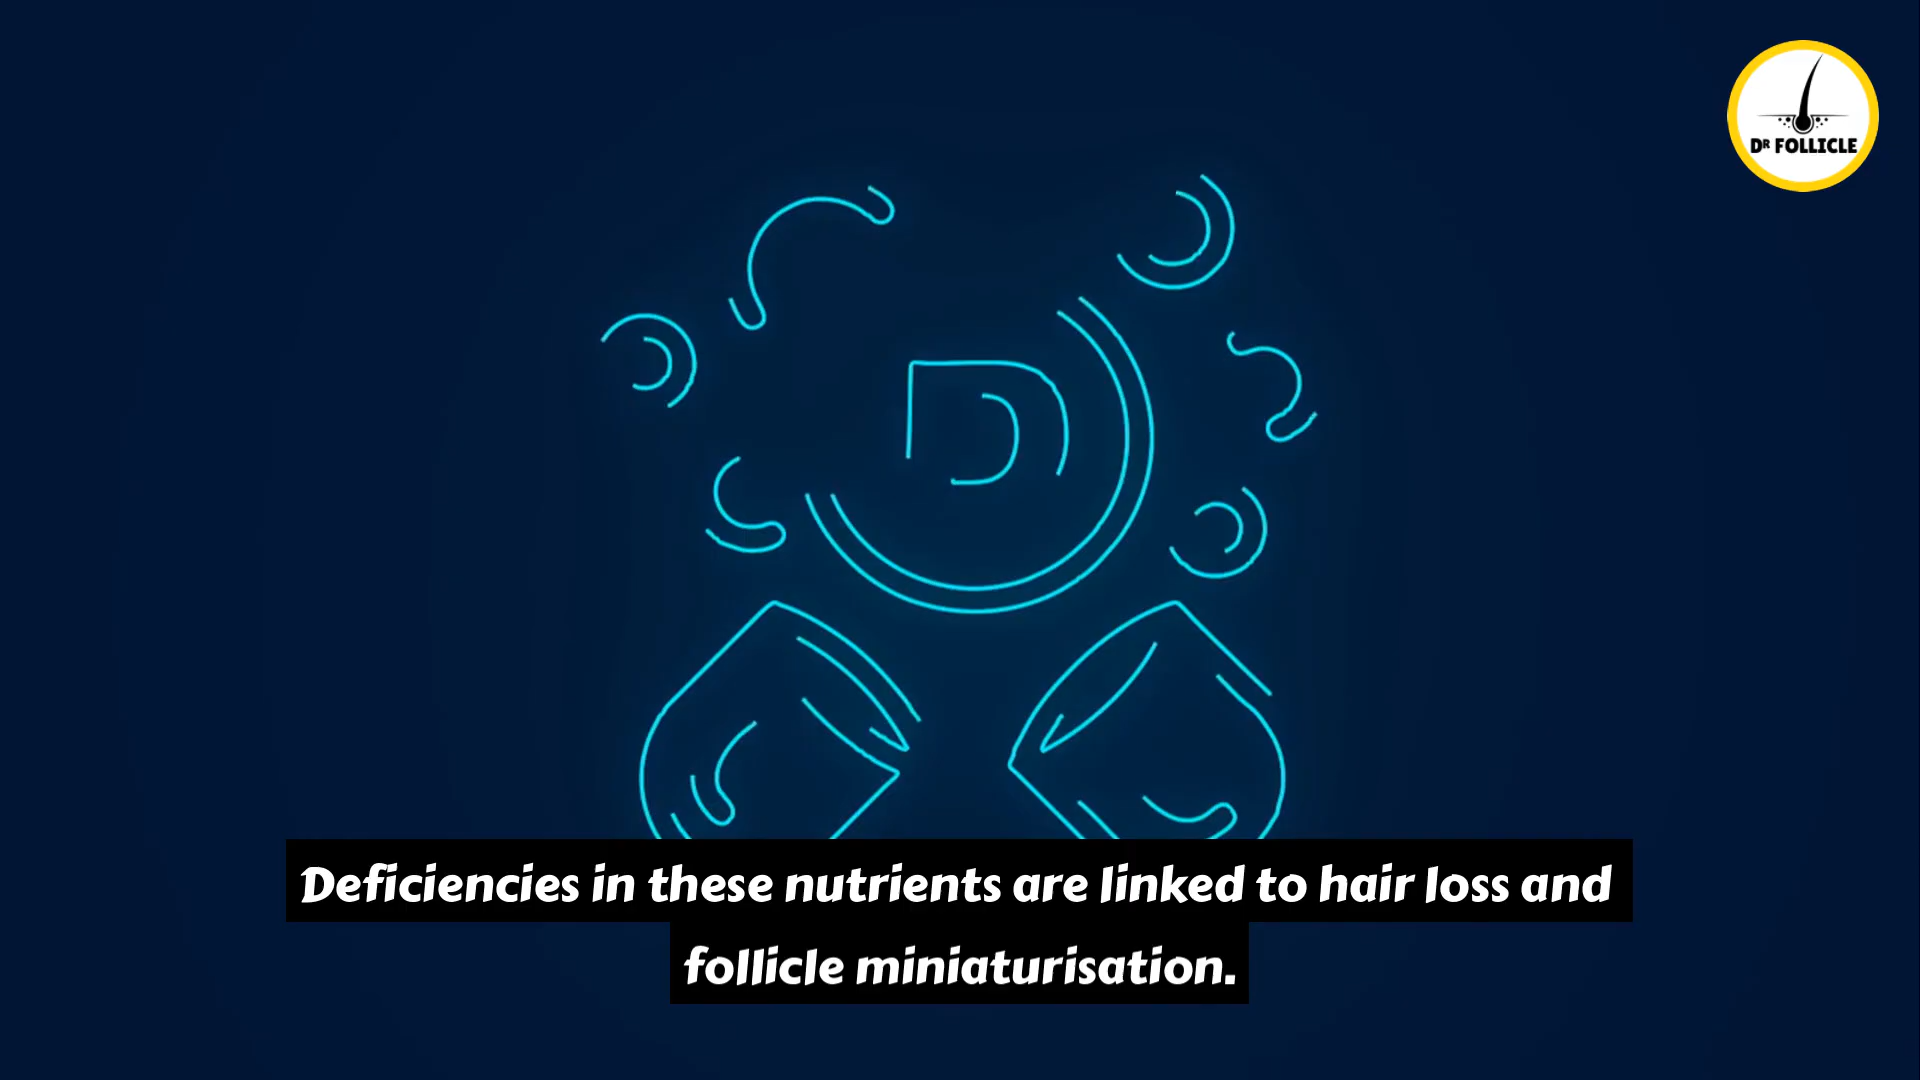 DR FOLLICLE
D
Deficiencies in these nutrients are linked to hair loss and
follicle miniaturisation.